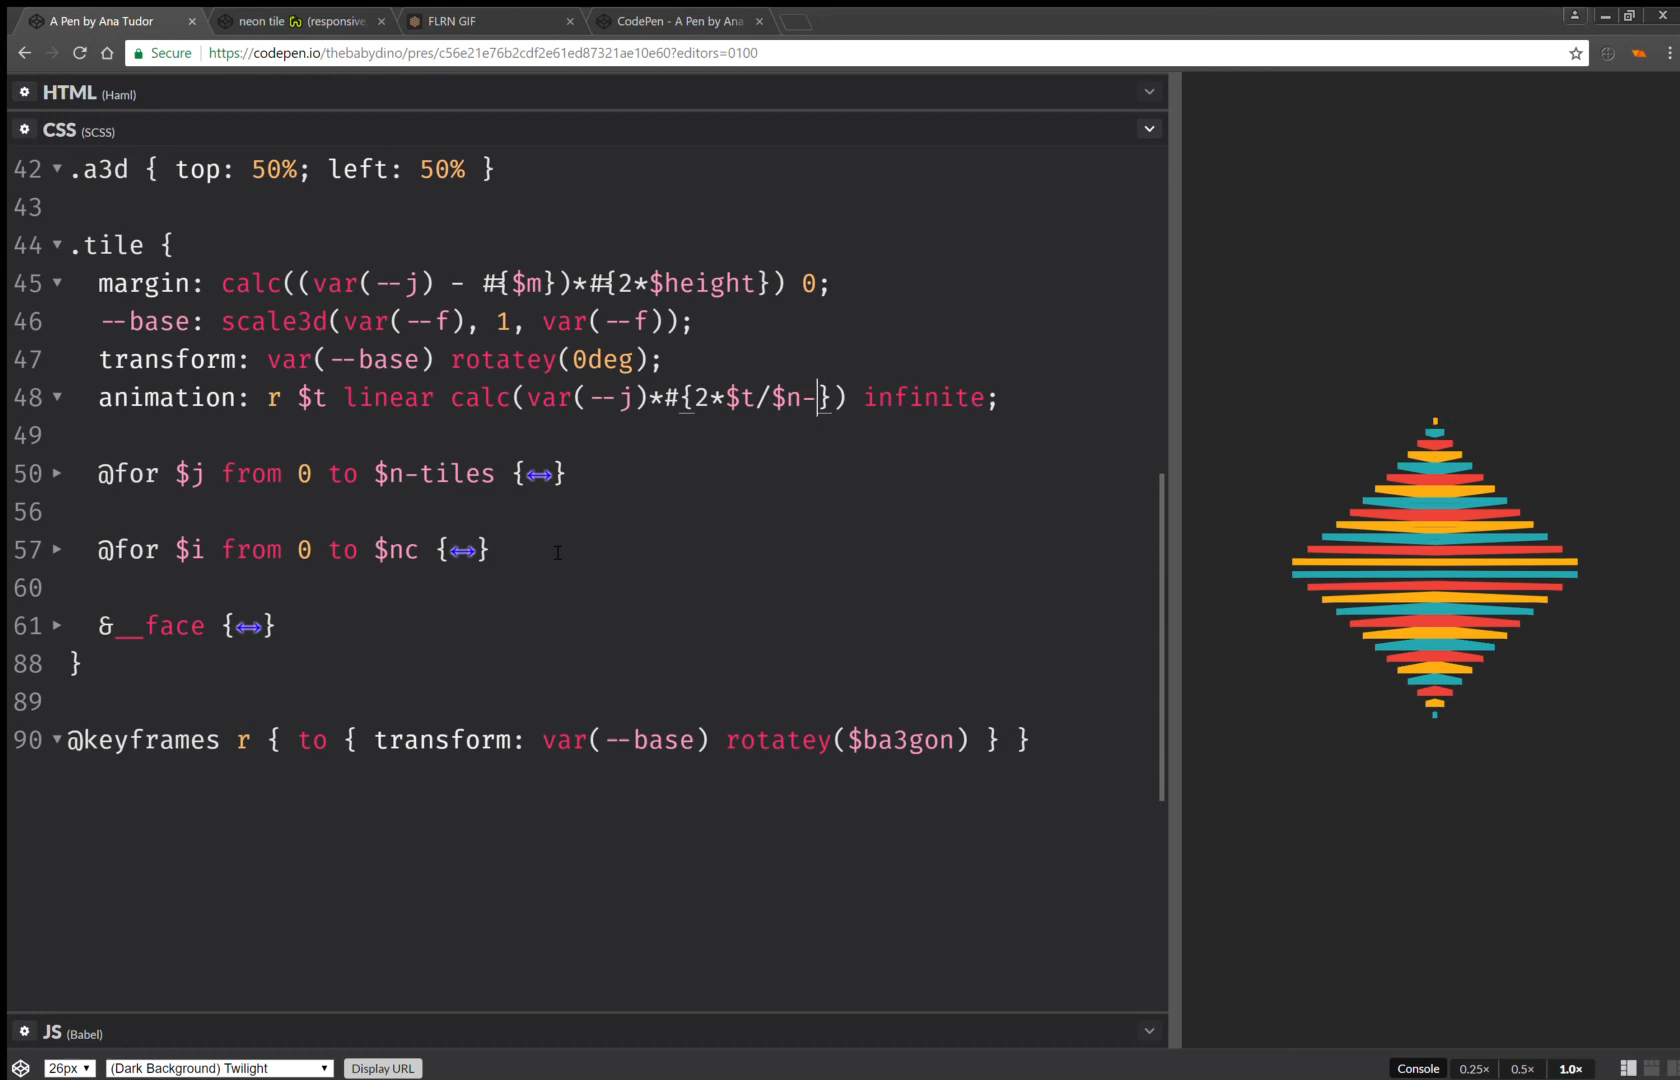 A Pen by Ana Tudor
neon tile (responsive
FLRN GIF
CodePen - A Pen by Ana
Secure https://codepen.io/thebabydino/pres/c56e21e76b2cdf2e61ed87321ae10e60?editors=0100
HTML (Haml)
CSS (SCSS)
42 .a3d { top: 50%; left: 50% }
43
44 .tile {
45 margin: calc((var(--j) - #{$m})*#{2*$height}) 0;
46 --base: scale3d(var(--f), 1, var(--f));
47 transform: var(--base) rotatey(0deg);
48 animation: r $t linear calc(var(--j)*#{2*$t/$n-}) infinite;
49
50 @for $j from 0 to $n-tiles {↔}
56
57 @for $i from 0 to $nc {↔}
60
61 &__face {↔}
88 }
89
90 @keyframes r { to { transform: var(--base) rotatey($ba3gon) } }
JS (Babel)
26px (Dark Background) Twilight Display URL Console 0.25× 0.5× 1.0×